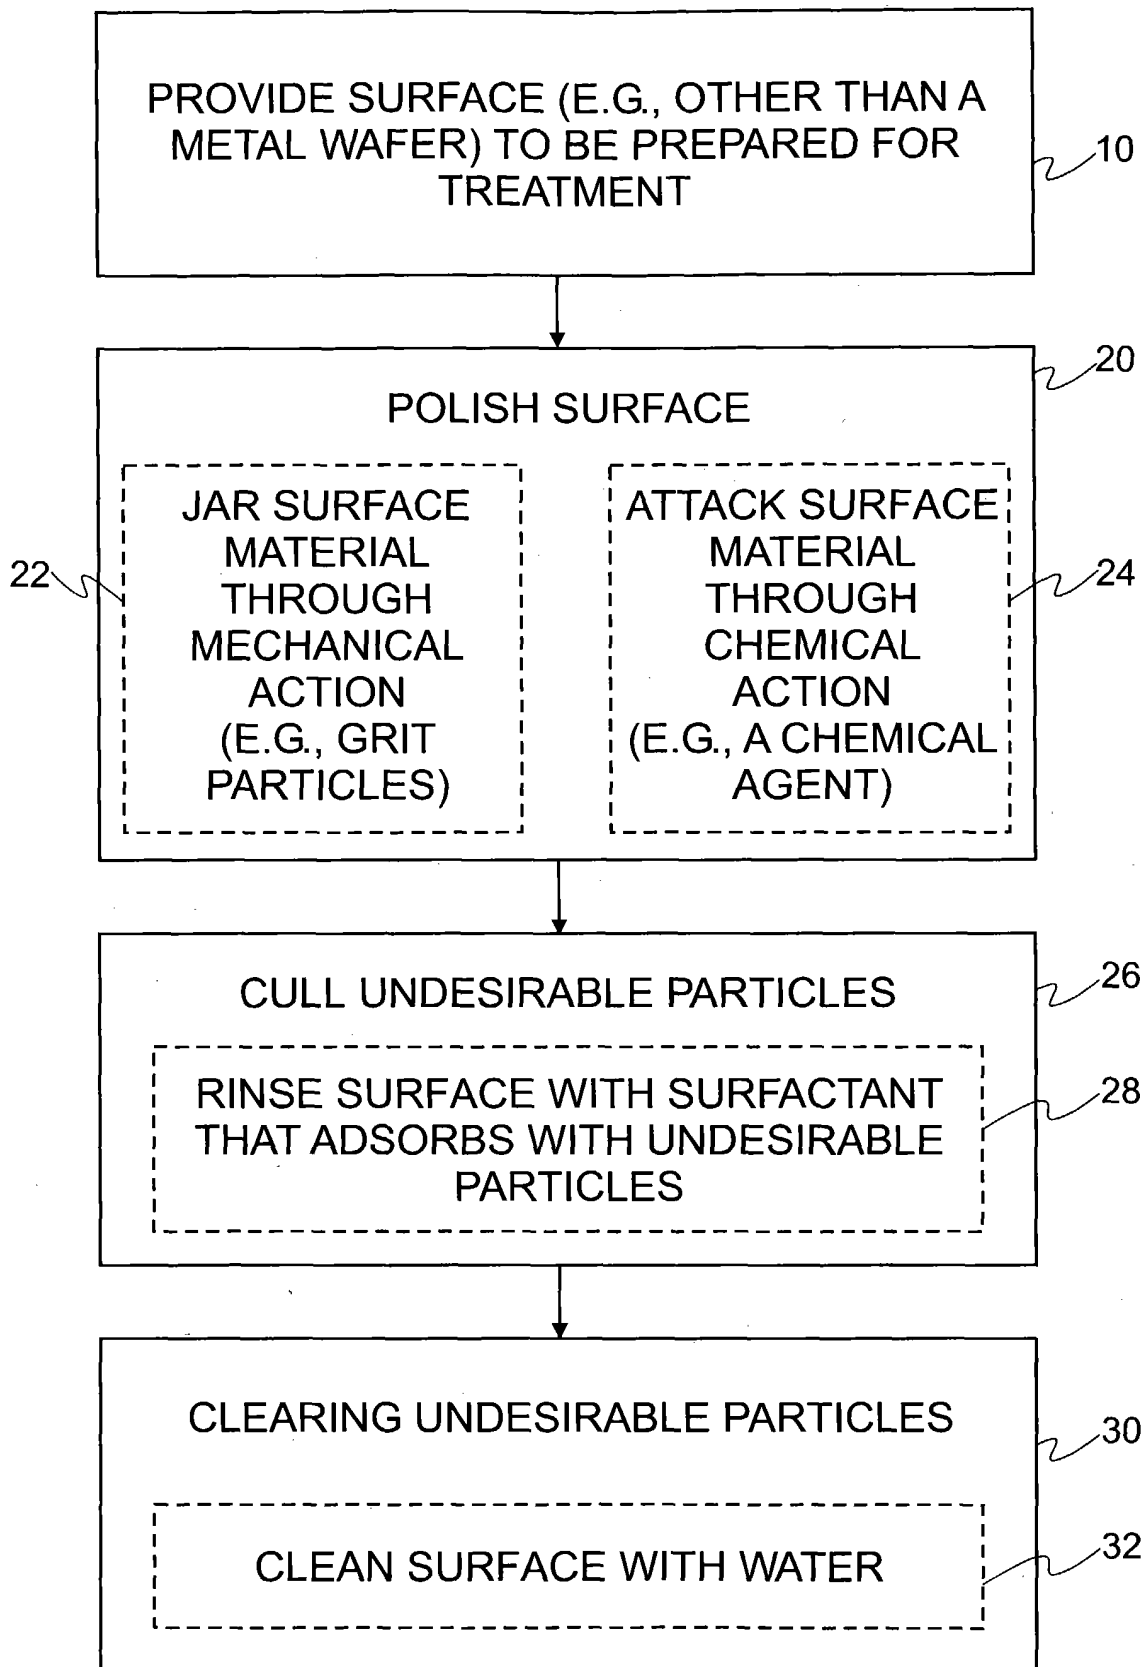 PROVIDE SURFACE (E.G., OTHER THAN A
METAL WAFER) TO BE PREPARED FOR
TREATMENT
10
20
POLISH SURFACE
JAR SURFACE
MATERIAL
THROUGH
MECHANICAL
ACTION
(E.G., GRIT
PARTICLES)
22
ATTACK SURFACE
MATERIAL
THROUGH
CHEMICAL
ACTION
(E.G., A CHEMICAL
AGENT)
24
CULL UNDESIRABLE PARTICLES
26
RINSE SURFACE WITH SURFACTANT
THAT ADSORBS WITH UNDESIRABLE
PARTICLES
28
CLEARING UNDESIRABLE PARTICLES
30
CLEAN SURFACE WITH WATER
32